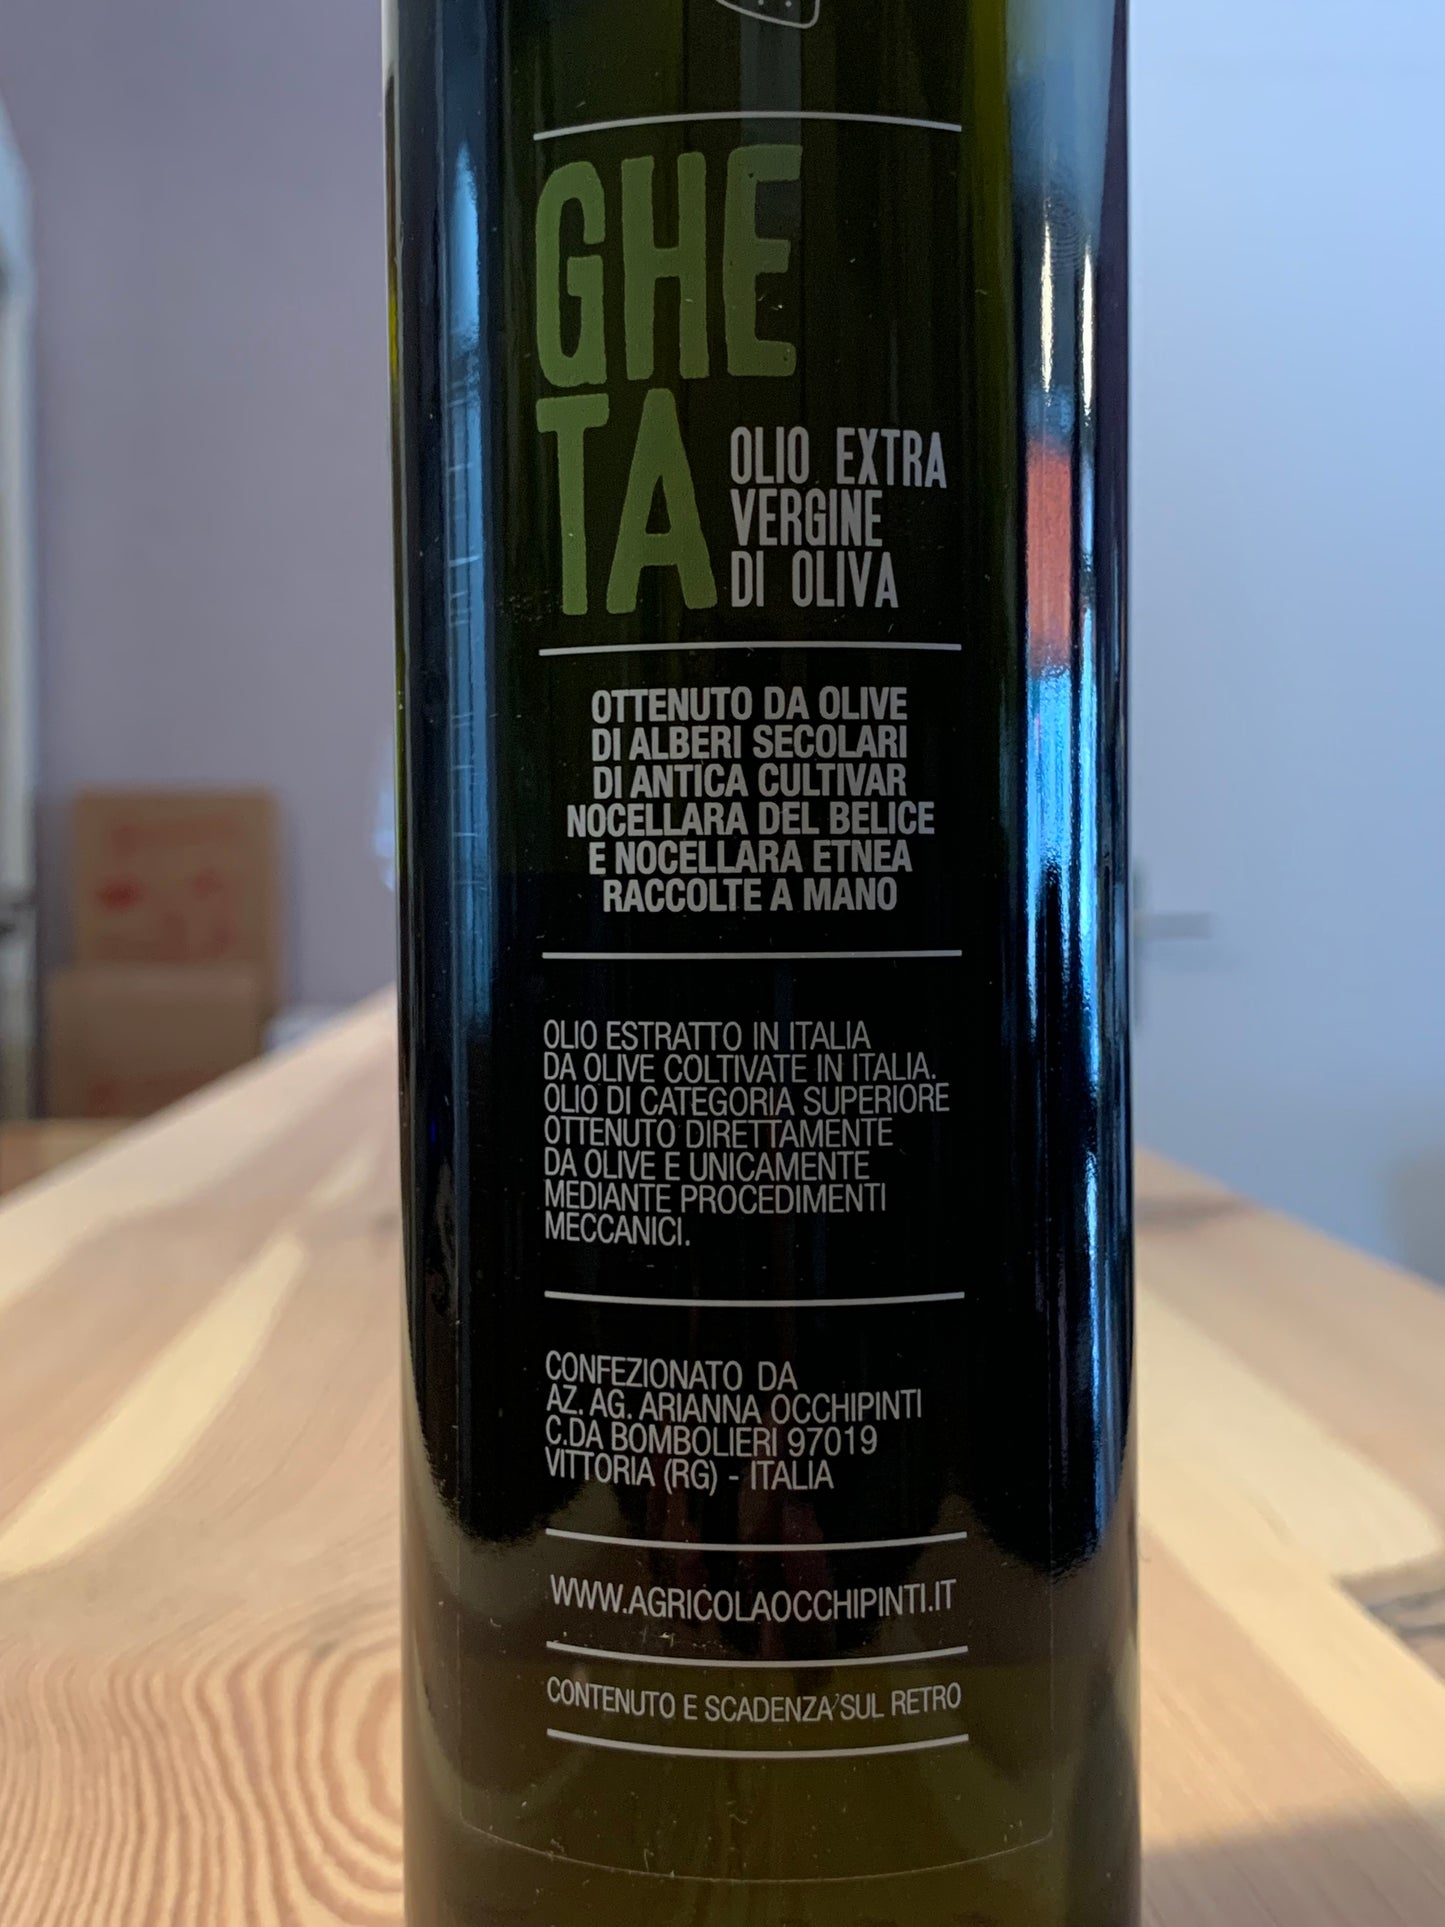 GHE
TA
OLIO EXTRA
VERGINE
DI OLIVA
OTTENUTO DA OLIVE
DI ALBERI SECOLARI
DI ANTICA CULTIVAR
NOCELLARA DEL BELICE
E NOCELLARA ETNEA
RACCOLTE A MANO
OLIO ESTRATTO IN ITALIA
DA OLIVE COLTIVATE IN ITALIA.
OLIO DI CATEGORIA SUPERIORE
OTTENUTO DIRETTAMENTE
DA OLIVE E UNICAMENTE
MEDIANTE PROCEDIMENTI
MECCANICI.
CONFEZIONATO DA
AZ. AG. ARIANNA OCCHIPINTI
C.DA BOMBOLIERI 97019
VITTORIA (RG) - ITALIA
WWW.AGRICOLAOCCHIPINTI.IT
CONTENUTO E SCADENZA SUL RETRO